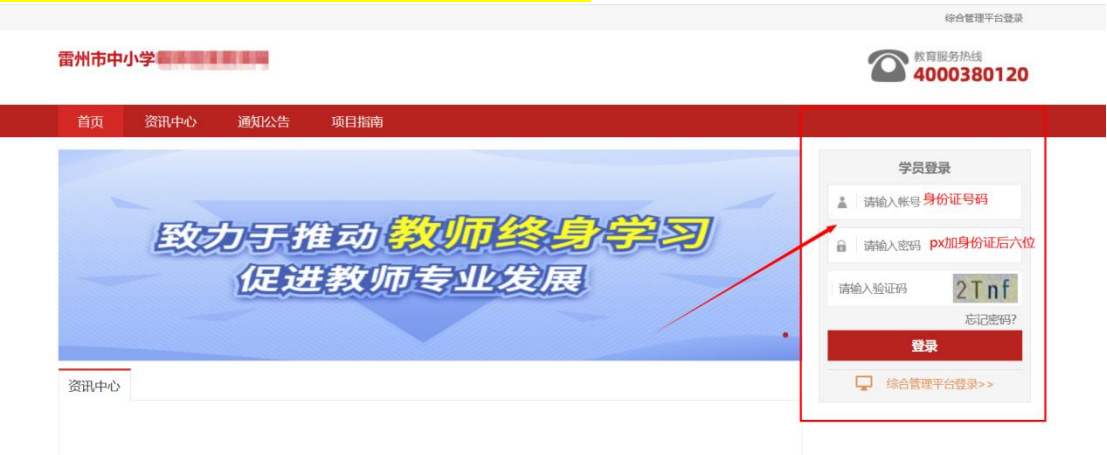 综合管理平台登录
雷州市中小学
教育服务热线
4000380120
首页 资讯中心 通知公告 项目指南
致力于推动教师终身学习
促进教师专业发展
学员登录
请输入帐号 身份证号码
请输入密码 px加身份证后六位
请输入验证码 2Tnf
忘记密码?
登录
综合管理平台登录>>
资讯中心